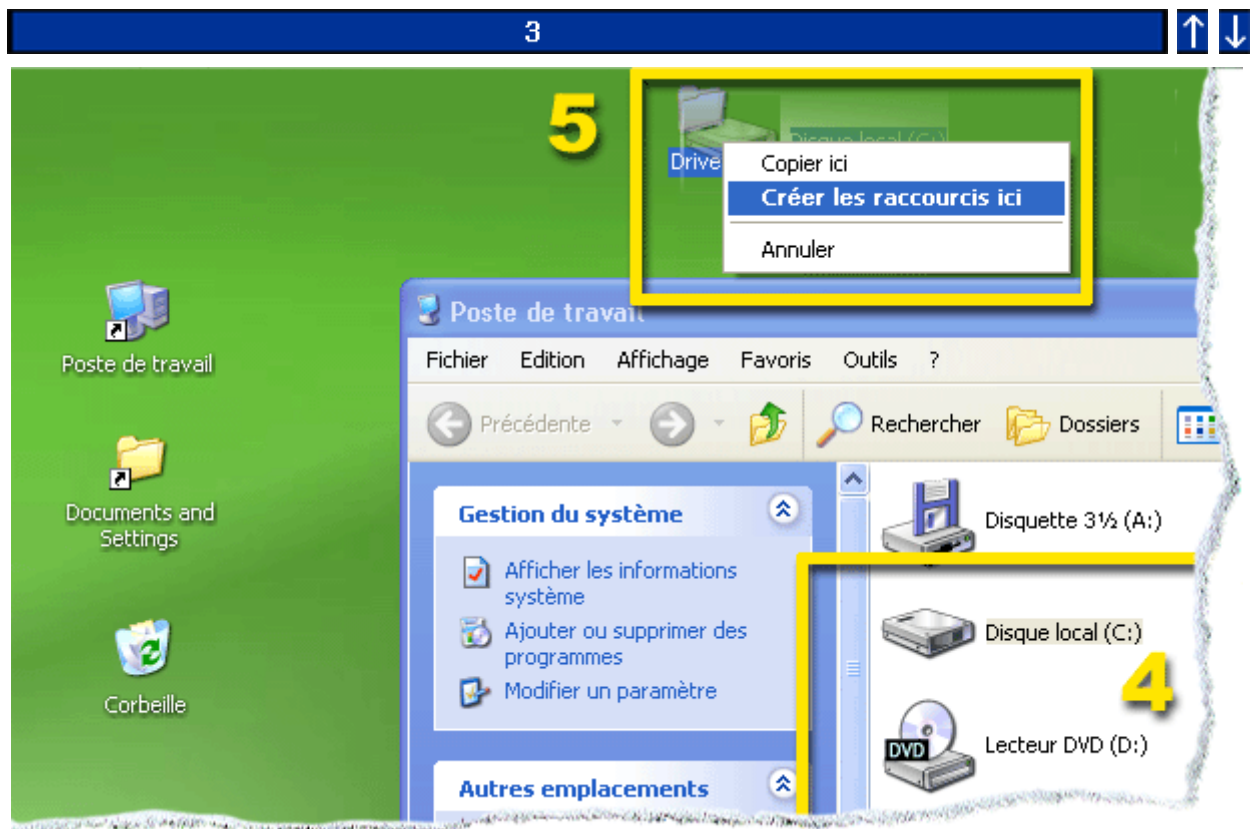 3
5
Disque local (C:)
Drive
Copier ici
Créer les raccourcis ici
Annuler
Poste de travail
Documents and
Settings
Corbeille
Poste de travail
Fichier Edition Affichage Favoris Outils ?
Précédente Rechercher Dossiers
Gestion du système
Afficher les informations
système
Ajouter ou supprimer des
programmes
Modifier un paramètre
Autres emplacements
Disquette 3½ (A:)
Disque local (C:)
4
DVD
Lecteur DVD (D:)